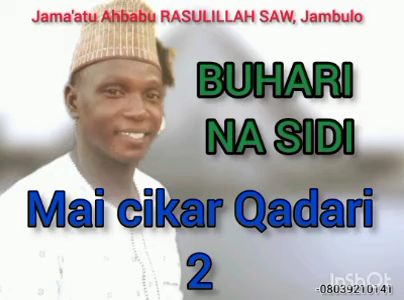 Jama'atu Ahbabu RASULILLAH SAW, Jambulo
BUHARI
NA SIDI
Mai cikar Qadari
2
InShOt
-08039210141